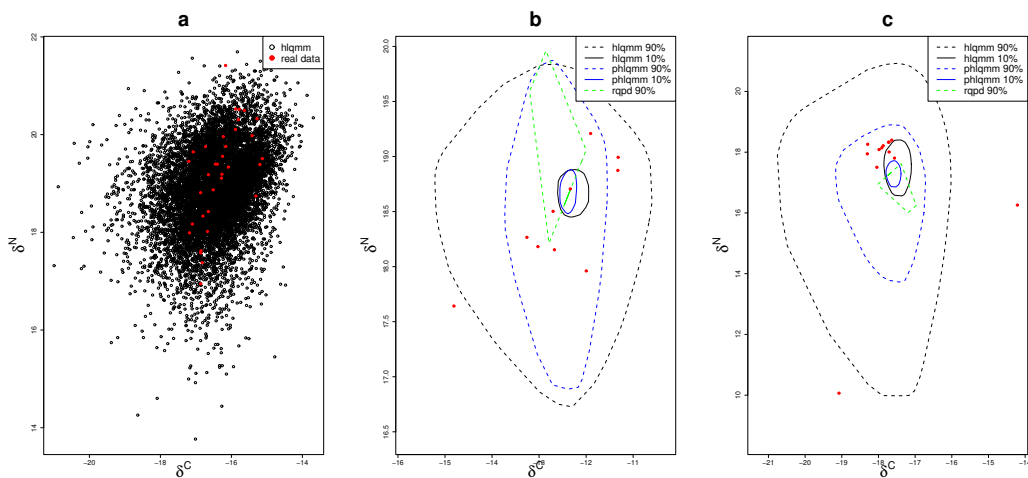 a
hlqmm
real data
22
20
18
16
14
−20
−18
−16
−14
δN
δC
b
hlqmm 90%
hlqmm 10%
phlqmm 90%
phlqmm 10%
rqpd 90%
20.0
19.5
19.0
18.5
18.0
17.5
17.0
16.5
−16
−15
−14
−13
−12
−11
δN
δC
c
hlqmm 90%
hlqmm 10%
phlqmm 90%
phlqmm 10%
rqpd 90%
20
18
16
14
12
10
−21
−20
−19
−18
−17
−16
−15
−14
δN
δC